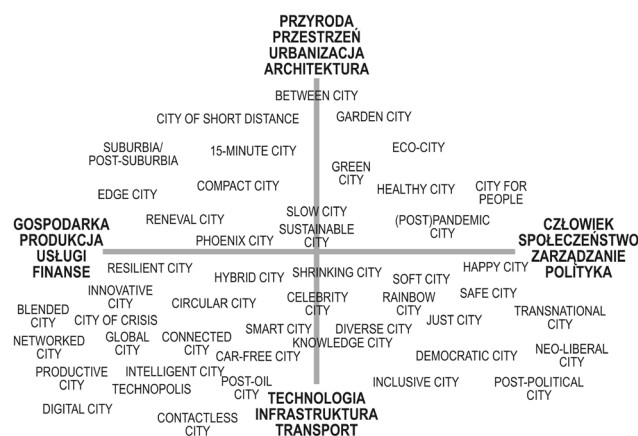 PRZYRODA
PRZESTRZEŃ
URBANIZACJA
ARCHITEKTURA
BETWEEN CITY
CITY OF SHORT DISTANCE
GARDEN CITY
SUBURBIA/
POST-SUBURBIA
15-MINUTE CITY
ECO-CITY
GREEN
CITY
EDGE CITY
COMPACT CITY
HEALTHY CITY
CITY FOR
PEOPLE
RENEVAL CITY
SLOW CITY
(POST)PANDEMIC
CITY
PHOENIX CITY
SUSTAINABLE
CITY
GOSPODARKA
PRODUKCJA
USŁUGI
FINANSE
CZŁOWIEK
SPOŁECZEŃSTWO
ZARZĄDZANIE
POLITYKA
RESILIENT CITY
HYBRID CITY
SHRINKING CITY
SOFT CITY
HAPPY CITY
INNOVATIVE
CITY
CIRCULAR CITY
CELEBRITY
CITY
RAINBOW
CITY
SAFE CITY
BLENDED
CITY
CITY OF CRISIS
JUST CITY
TRANSNATIONAL
CITY
NETWORKED
CITY
GLOBAL
CITY
CONNECTED
CITY
SMART CITY
DIVERSE CITY
KNOWLEDGE CITY
CAR-FREE CITY
DEMOCRATIC CITY
NEO-LIBERAL
CITY
PRODUCTIVE
CITY
INTELLIGENT CITY
TECHNOPOLIS
POST-OIL
CITY
INCLUSIVE CITY
POST-POLITICAL
CITY
DIGITAL CITY
CONTACTLESS
CITY
TECHNOLOGIA
INFRASTRUKTURA
TRANSPORT